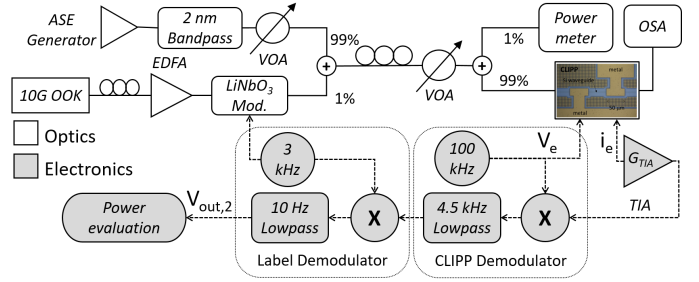 ASE
Generator
2 nm
Bandpass
VOA
99%
+
1%
EDFA
10G OOK
LiNbO3
Mod.
VOA
+
1%
99%
Power
meter
OSA
CLIPP
metal
Si waveguide
metal
50 μm
Optics
Electronics
3
kHz
100
kHz
Ve
ie
GTIA
TIA
Power
evaluation
Vout,2
10 Hz
Lowpass
X
4.5 kHz
Lowpass
X
Label Demodulator
CLIPP Demodulator